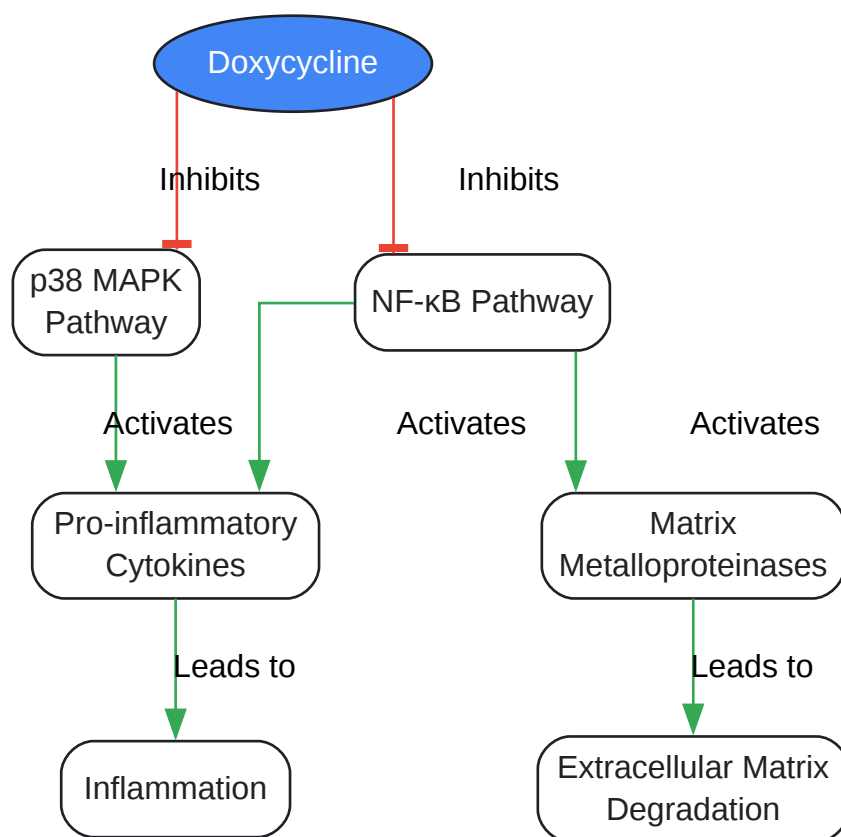 Doxycycline
Inhibits
Inhibits
p38 MAPK
Pathway
NF-κB Pathway
Activates
Activates
Activates
Pro-inflammatory
Cytokines
Matrix
Metalloproteinases
Leads to
Leads to
Inflammation
Extracellular Matrix
Degradation